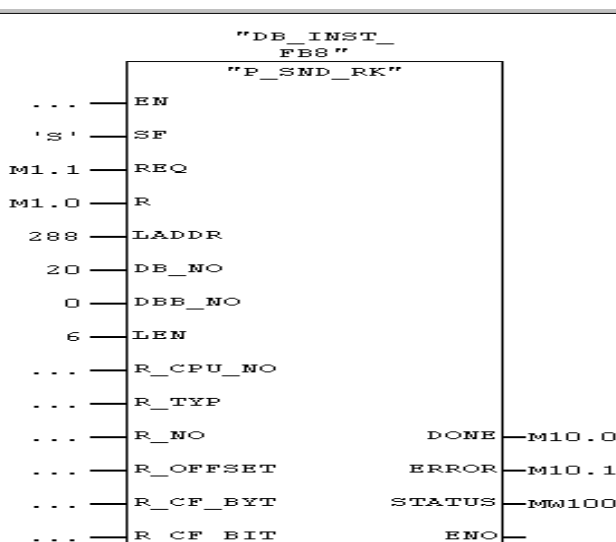 "DB_INST_
FB8"
"P_SND_RK"
... EN
'S' SF
M1.1 REQ
M1.0 R
288 LADDR
20 DB_NO
0 DBB_NO
6 LEN
... R_CPU_NO
... R_TYP
... R_NO DONE M10.0
... R_OFFSET ERROR M10.1
... R_CF_BYT STATUS MW100
... R_CF_BIT ENO